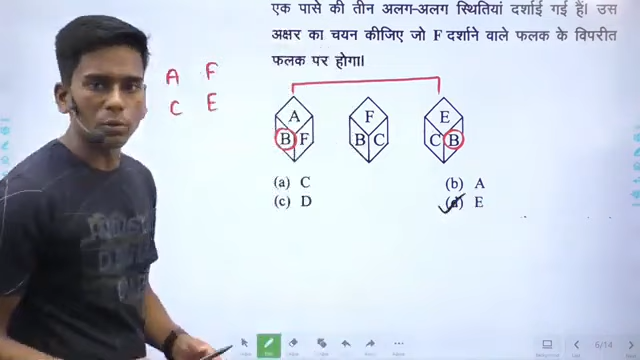 एक पासे की तीन अलग-अलग स्थितियां दर्शाई गई हैं। उस
अक्षर का चयन कीजिए जो F दर्शाने वाले फलक के विपरीत
फलक पर होगा।
A F
C E
A F E
B F B C C B
(a) C (b) A
(c) D (d) E
6/14